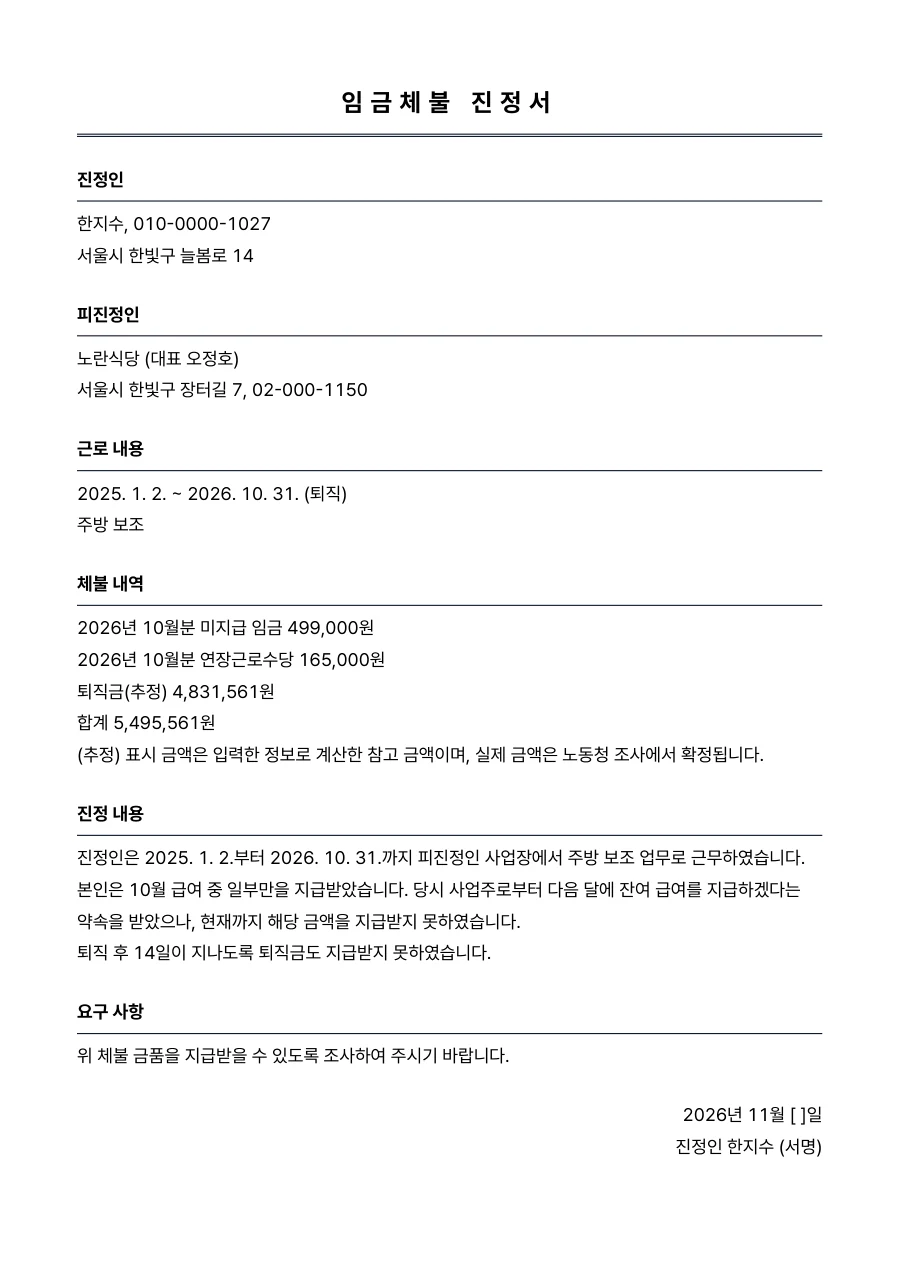 임금체불 진정서
진정인
한지수, 010-0000-1027
서울시 한빛구 늘봄로 14
피진정인
노란식당 (대표 오정호)
서울시 한빛구 장터길 7, 02-000-1150
근로 내용
2025. 1. 2. ~ 2026. 10. 31. (퇴직)
주방 보조
체불 내역
2026년 10월분 미지급 임금 499,000원
2026년 10월분 연장근로수당 165,000원
퇴직금(추정) 4,831,561원
합계 5,495,561원
(추정) 표시 금액은 입력한 정보로 계산한 참고 금액이며, 실제 금액은 노동청 조사에서 확정됩니다.
진정 내용
진정인은 2025. 1. 2.부터 2026. 10. 31.까지 피진정인 사업장에서 주방 보조 업무로 근무하였습니다.
본인은 10월 급여 중 일부만을 지급받았습니다. 당시 사업주로부터 다음 달에 잔여 급여를 지급하겠다는
약속을 받았으나, 현재까지 해당 금액을 지급받지 못하였습니다.
퇴직 후 14일이 지나도록 퇴직금도 지급받지 못하였습니다.
요구 사항
위 체불 금품을 지급받을 수 있도록 조사하여 주시기 바랍니다.
2026년 11월 [ ]일
진정인 한지수 (서명)